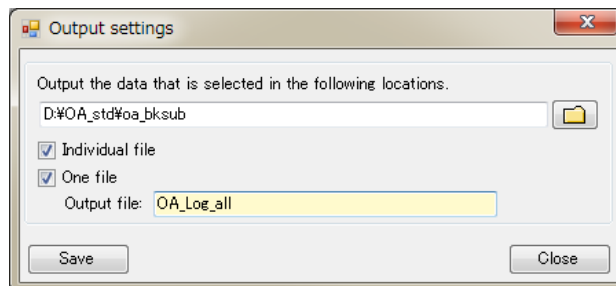 Output settings
Output the data that is selected in the following locations.
D:¥OA_std¥oa_bksub
Individual file
One file
Output file: OA_Log_all
Save Close